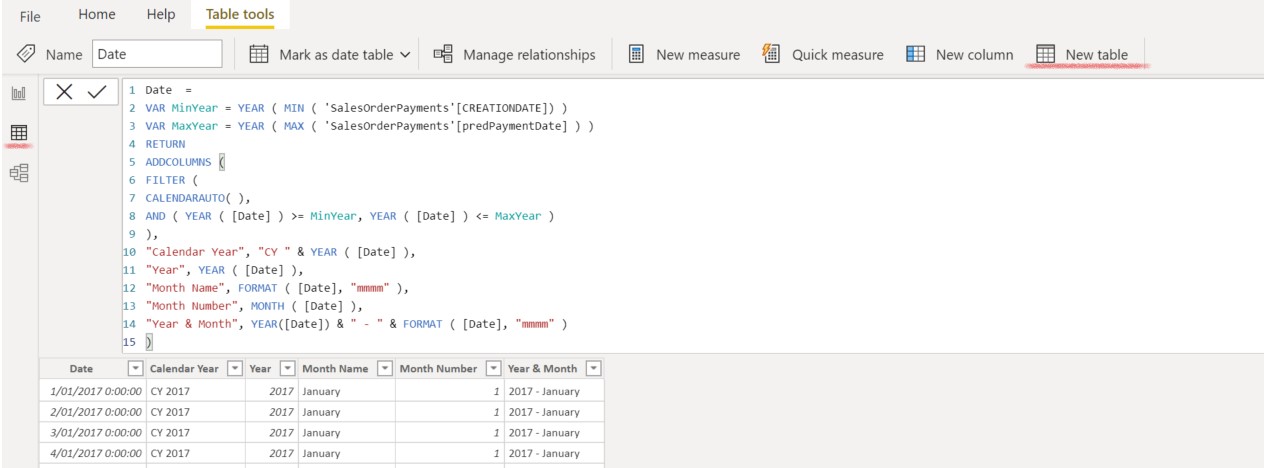 File Home Help Table tools
Name Date Mark as date table Manage relationships New measure Quick measure New column New table
1 Date =
2 VAR MinYear = YEAR ( MIN ( 'SalesOrderPayments'[CREATIONDATE]) )
3 VAR MaxYear = YEAR ( MAX ( 'SalesOrderPayments'[predPaymentDate] ) )
4 RETURN
5 ADDCOLUMNS (
6 FILTER (
7 CALENDARAUTO( ),
8 AND ( YEAR ( [Date] ) >= MinYear, YEAR ( [Date] ) <= MaxYear )
9 ),
10 "Calendar Year", "CY " & YEAR ( [Date] ),
11 "Year", YEAR ( [Date] ),
12 "Month Name", FORMAT ( [Date], "mmmm" ),
13 "Month Number", MONTH ( [Date] ),
14 "Year & Month", YEAR([Date]) & " - " & FORMAT ( [Date], "mmmm" )
15 )
Date Calendar Year Year Month Name Month Number Year & Month
1/01/2017 0:00:00 CY 2017 2017 January 1 2017 - January
2/01/2017 0:00:00 CY 2017 2017 January 1 2017 - January
3/01/2017 0:00:00 CY 2017 2017 January 1 2017 - January
4/01/2017 0:00:00 CY 2017 2017 January 1 2017 - January